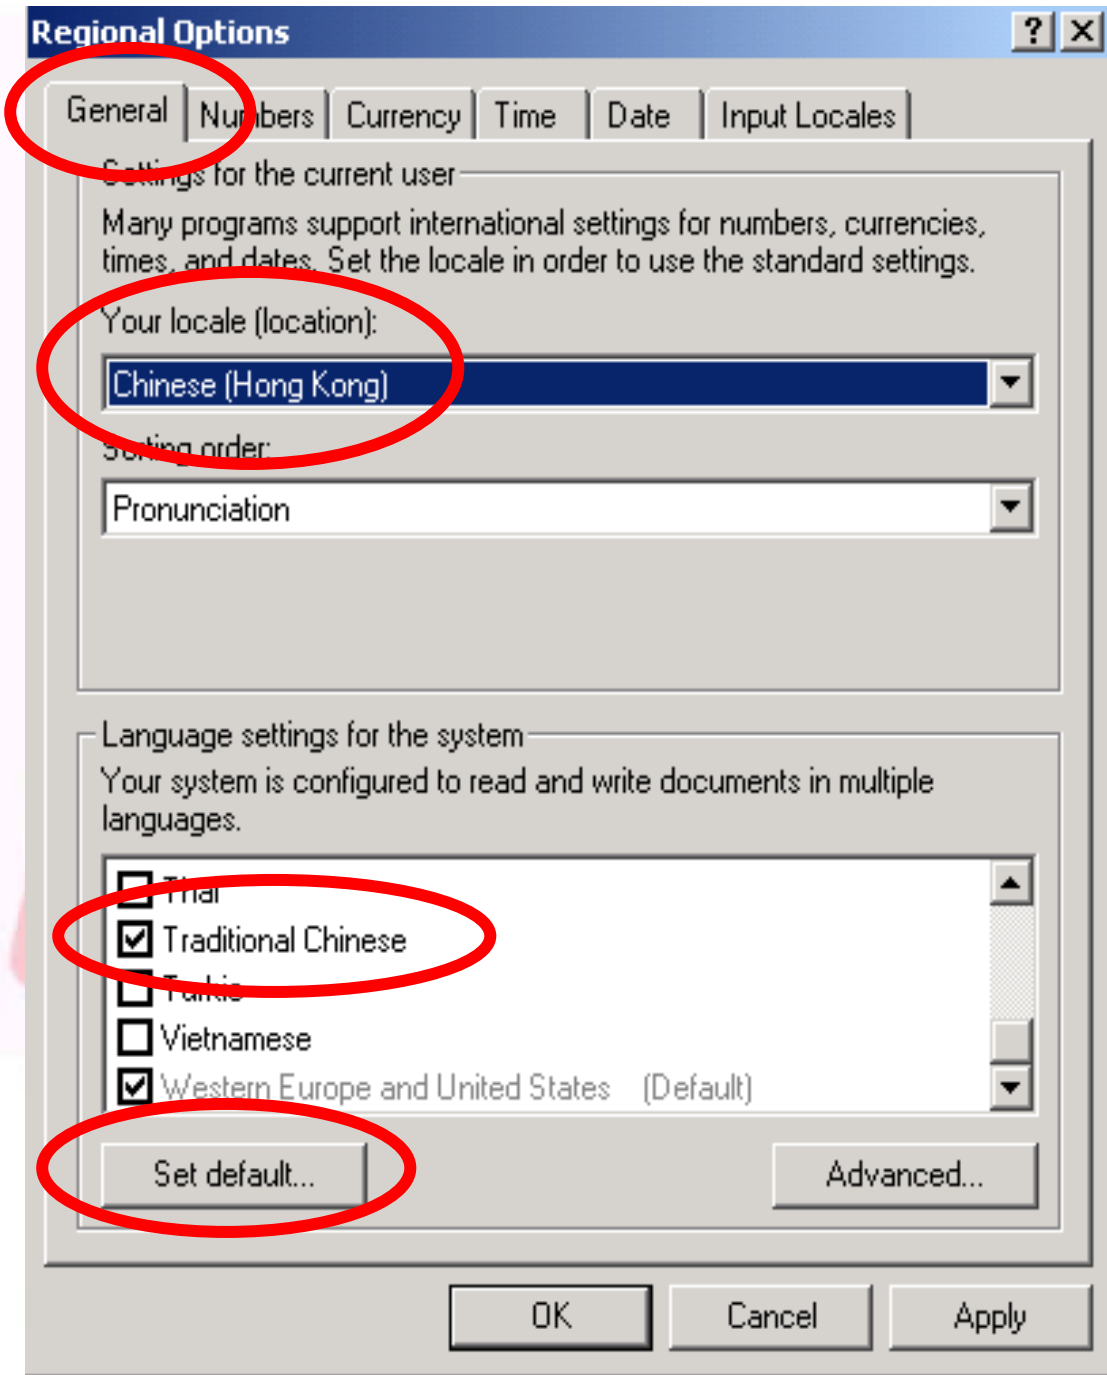 Regional Options
General
Numbers
Currency
Time
Date
Input Locales
Settings for the current user
Many programs support international settings for numbers, currencies,
times, and dates. Set the locale in order to use the standard settings.
Your locale (location):
Chinese (Hong Kong)
Sorting order:
Pronunciation
Language settings for the system
Your system is configured to read and write documents in multiple
languages.
Thai
Traditional Chinese
Turkic
Vietnamese
Western Europe and United States (Default)
Set default...
Advanced...
OK
Cancel
Apply